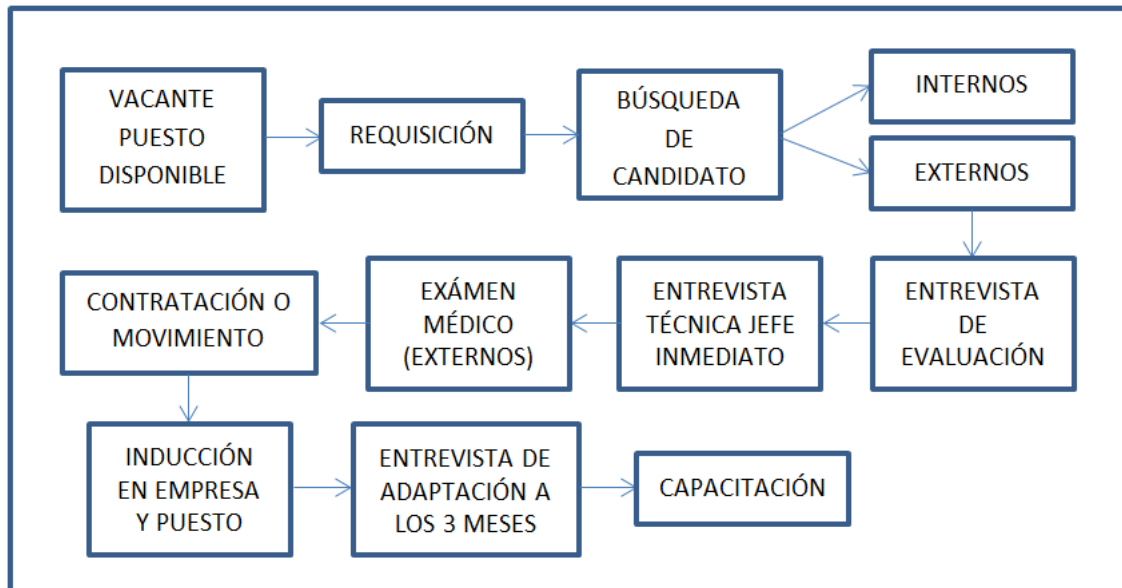 VACANTE
PUESTO
DISPONIBLE
REQUISICIÓN
BÚSQUEDA
DE
CANDIDATO
INTERNOS
EXTERNOS
ENTREVISTA
DE
EVALUACIÓN
ENTREVISTA
TÉCNICA JEFE
INMEDIATO
EXÁMEN
MÉDICO
(EXTERNOS)
CONTRATACIÓN O
MOVIMIENTO
INDUCCIÓN
EN EMPRESA
Y PUESTO
ENTREVISTA DE
ADAPTACIÓN A
LOS 3 MESES
CAPACITACIÓN